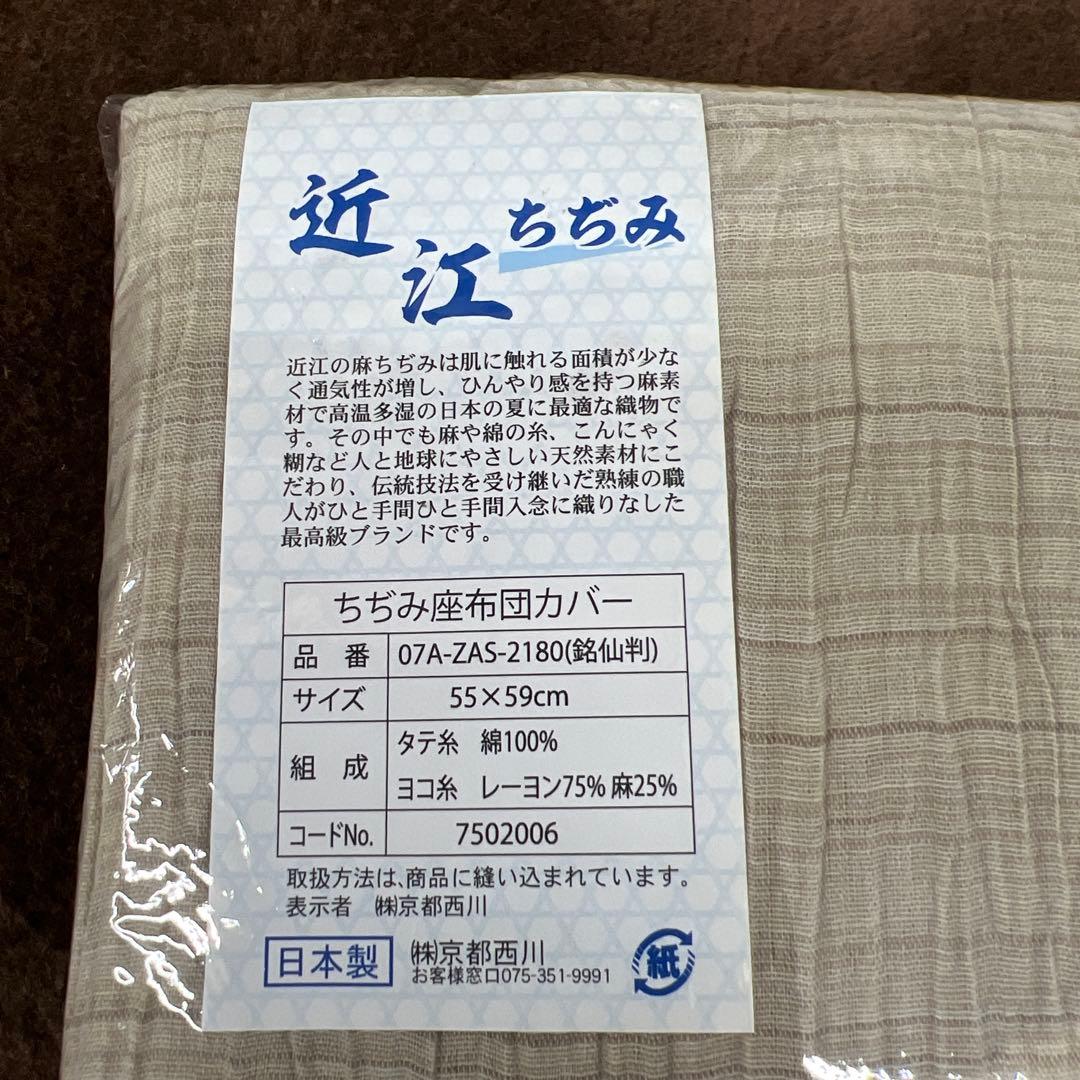 近江ちぢみ
近江の麻ちぢみは肌に触れる面積が少な
く通気性が増し、ひんやり感を持つ麻素
材で高温多湿の日本の夏に最適な織物で
す。その中でも麻や綿の糸、こんにゃく
糊など人と地球にやさしい天然素材にこ
だわり、伝統技法を受け継いだ熟練の職
人がひと手間ひと手間入念に織りなした
最高級ブランドです。
ちぢみ座布団カバー
品番 07A-ZAS-2180(銘仙判)
サイズ 55×59cm
組成 タテ糸 綿100%
ヨコ糸 レーヨン75% 麻25%
コードNo. 7502006
取扱方法は、商品に縫い込まれています。
表示者 ㈱京都西川
日本製 ㈱京都西川
お客様窓口075-351-9991
紙